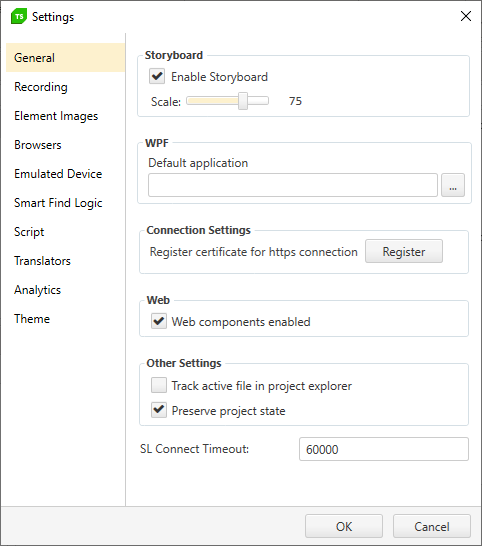 TS Settings
General
Recording
Element Images
Browsers
Emulated Device
Smart Find Logic
Script
Translators
Analytics
Theme
Storyboard
Enable Storyboard
Scale: 75
WPF
Default application
...
Connection Settings
Register certificate for https connection Register
Web
Web components enabled
Other Settings
Track active file in project explorer
Preserve project state
SL Connect Timeout: 60000
OK Cancel